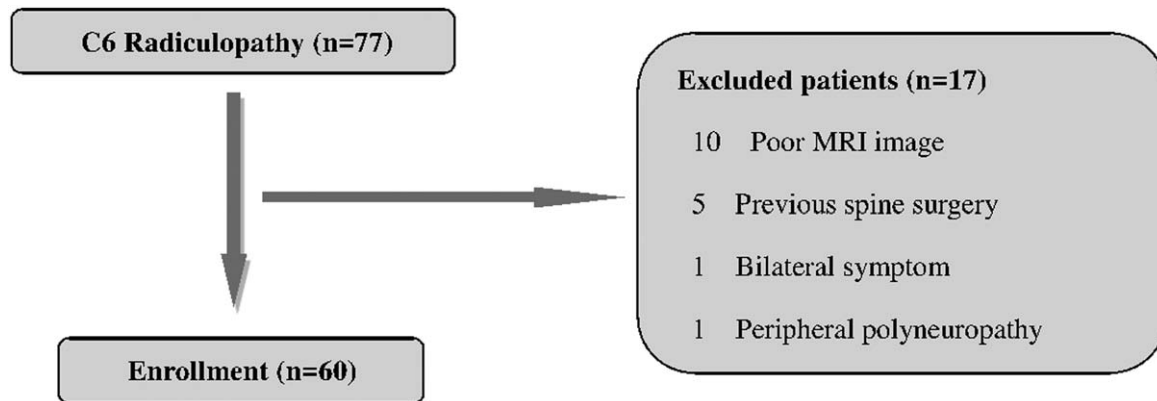 C6 Radiculopathy (n=77)
Excluded patients (n=17)
10 Poor MRI image
5 Previous spine surgery
1 Bilateral symptom
1 Peripheral polyneuropathy
Enrollment (n=60)